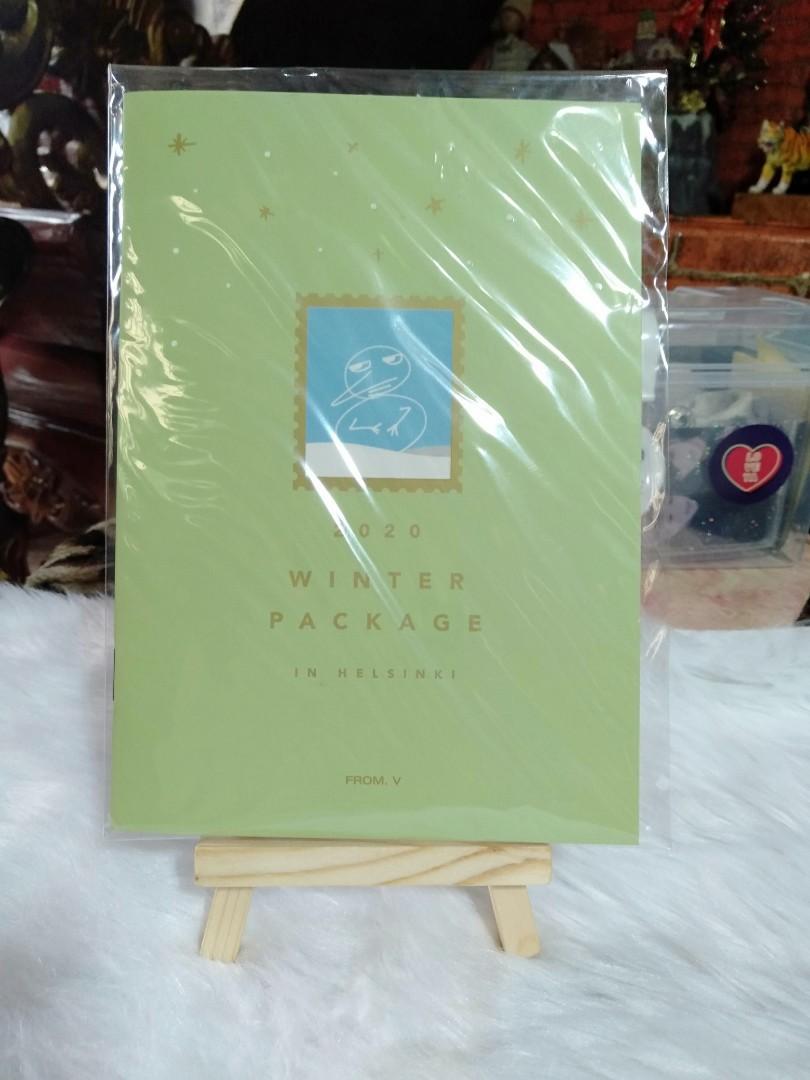 2020
WINTER
PACKAGE
IN HELSINKI
FROM. V